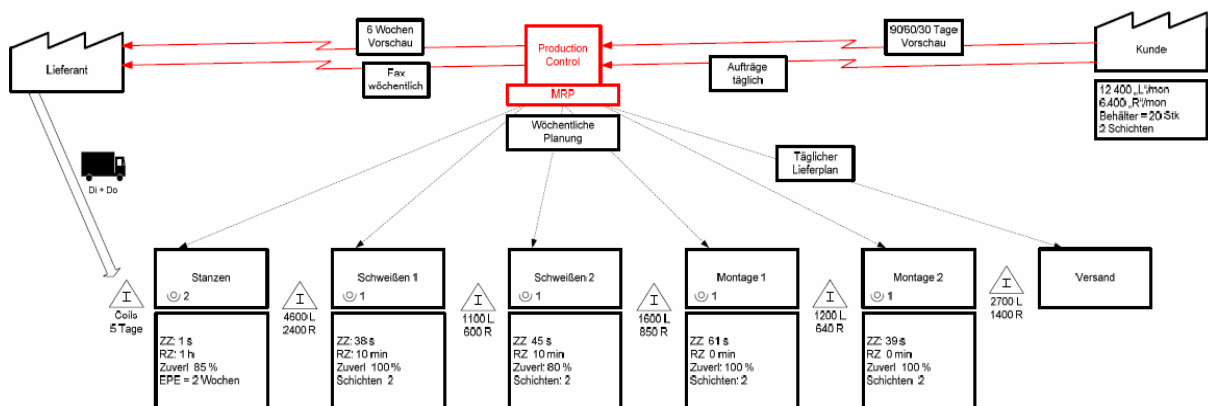 6 Wochen
Vorschau
90/60/30 Tage
Vorschau
Lieferant
Production
Control
Kunde
Fax
wöchentlich
Aufträge
täglich
MRP
12 400 „L“/mon
6.400 „R“/mon
Behälter = 20 Stk
2 Schichten
Wöchentliche
Planung
Täglicher
Lieferplan
Di + Do
Stanzen
2
Schweißen 1
1
Schweißen 2
1
Montage 1
1
Montage 2
1
Versand
I
Coils
5 Tage
I
4600 L
2400 R
I
1100 L
600 R
I
1600 L
850 R
I
1200 L
640 R
I
2700 L
1400 R
ZZ: 1 s
RZ: 1 h
Zuverl 85 %
EPE = 2 Wochen
ZZ: 38 s
RZ: 10 min
Zuverl 100 %
Schichten 2
ZZ 45 s
RZ 10 min
Zuverl: 80 %
Schichten: 2
ZZ 61 s
RZ 0 min
Zuverl: 100 %
Schichten: 2
ZZ: 39 s
RZ 0 min
Zuverl: 100 %
Schichten: 2